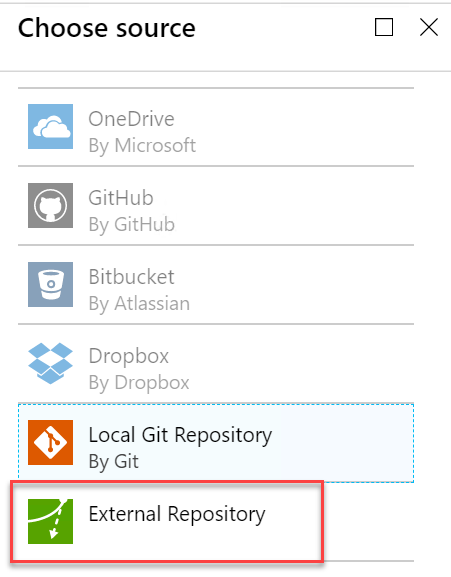 Choose source
OneDrive
By Microsoft
GitHub
By GitHub
Bitbucket
By Atlassian
Dropbox
By Dropbox
Local Git Repository
By Git
External Repository